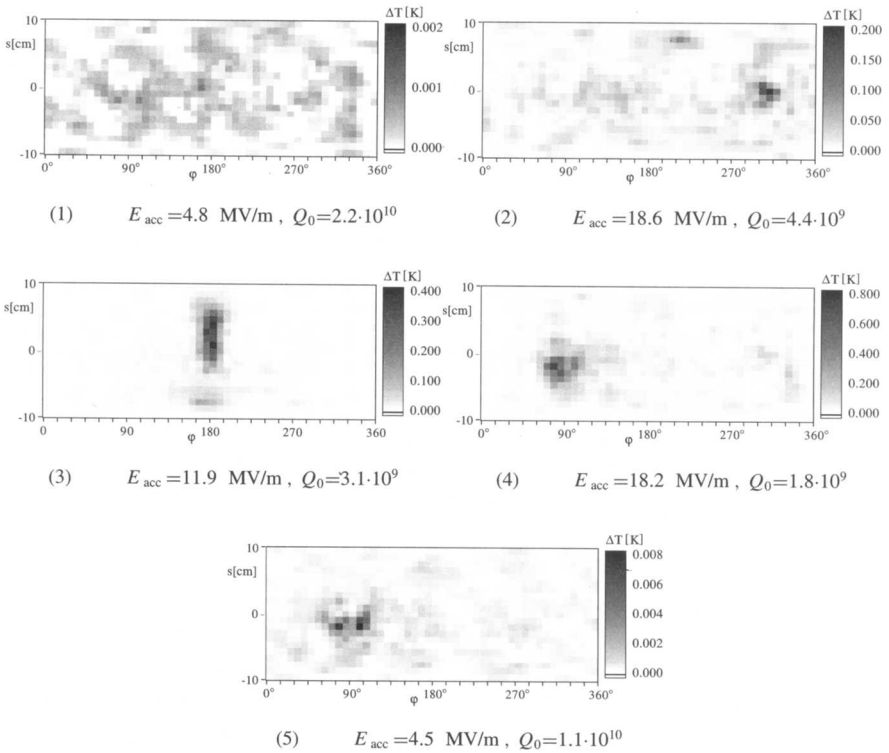 ΔT [K]
10
s[cm]
0
-10
0.002
0.001
0.000
0° 90° 180° 270° 360°
φ
(1) E acc =4.8 MV/m , Q0=2.2·10^10
ΔT [K]
10
s[cm]
0
-10
0.200
0.150
0.100
0.050
0.000
0° 90° 180° 270° 360°
φ
(2) E acc =18.6 MV/m , Q0=4.4·10^9
ΔT [K]
10
s[cm]
0
-10
0.400
0.300
0.200
0.100
0.000
0 90 180 270 360
φ
(3) E acc =11.9 MV/m , Q0=3.1·10^9
ΔT [K]
10
s[cm]
0
-10
0.800
0.600
0.400
0.200
0.000
0° 90° 180° 270° 360°
φ
(4) E acc =18.2 MV/m , Q0=1.8·10^9
ΔT [K]
10
s[cm]
0
-10
0.008
0.006
0.004
0.002
0.000
0° 90° 180° 270° 360°
φ
(5) E acc =4.5 MV/m , Q0=1.1·10^10